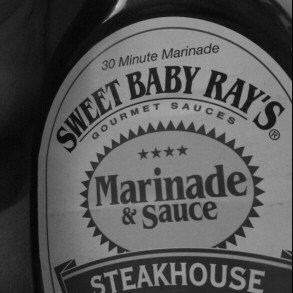 30 Minute Marinade
SWEET BABY RAY'S®
GOURMET SAUCES
Marinade
& Sauce
STEAKHOUSE